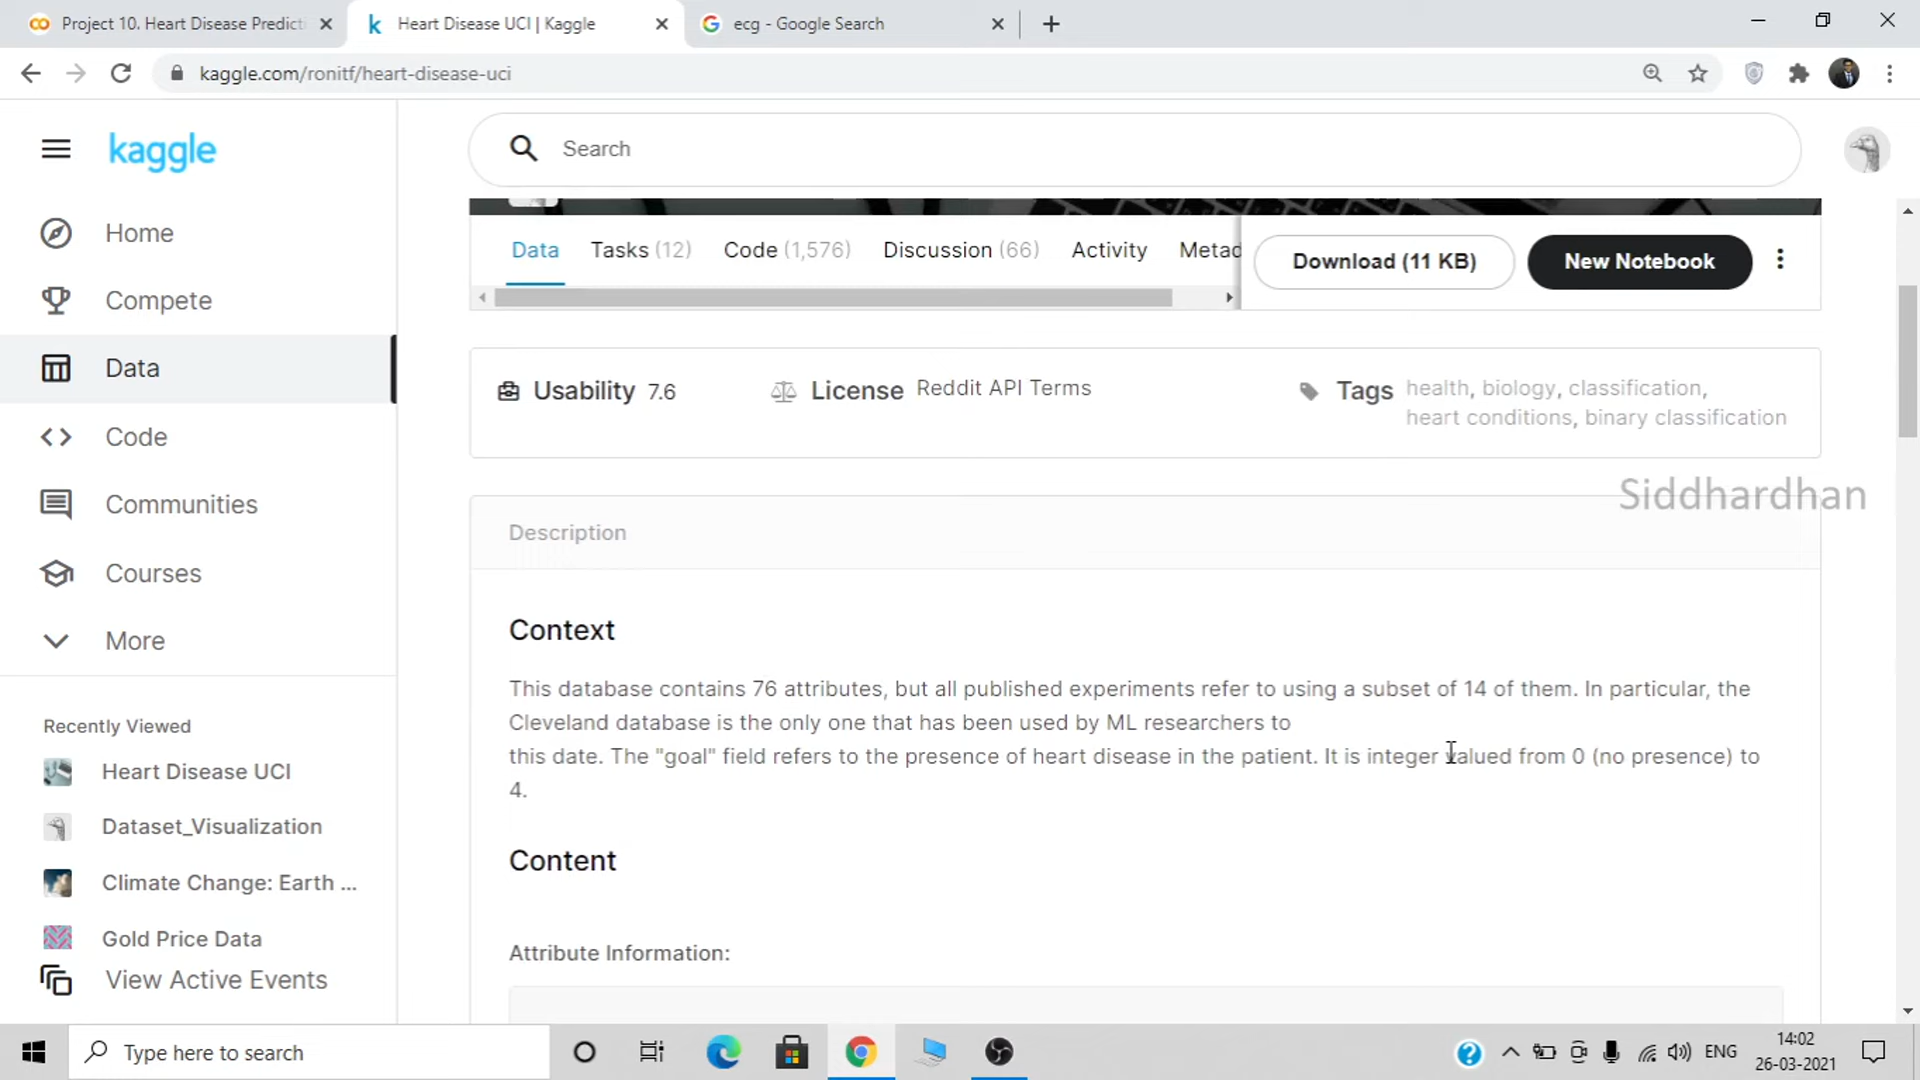 Project 10. Heart Disease Predicti
Heart Disease UCI | Kaggle
ecg - Google Search
kaggle.com/ronitf/heart-disease-uci
kaggle
Search
Home
Compete
Data
Code
Communities
Courses
More
Recently Viewed
Heart Disease UCI
Dataset_Visualization
Climate Change: Earth ...
Gold Price Data
View Active Events
Data
Tasks (12)
Code (1,576)
Discussion (66)
Activity
Metad
Download (11 KB)
New Notebook
Usability 7.6
License Reddit API Terms
Tags health, biology, classification,
heart conditions, binary classification
Siddhardhan
Description
Context
This database contains 76 attributes, but all published experiments refer to using a subset of 14 of them. In particular, the
Cleveland database is the only one that has been used by ML researchers to
this date. The "goal" field refers to the presence of heart disease in the patient. It is integer valued from 0 (no presence) to
4.
Content
Attribute Information:
Type here to search
ENG
14:02
26-03-2021